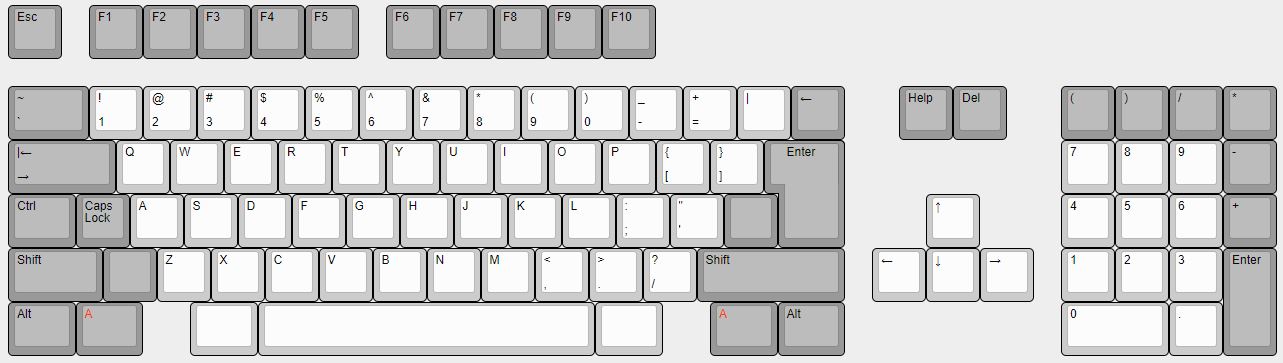 Esc F1 F2 F3 F4 F5 F6 F7 F8 F9 F10
~ ! @ # $ % ^ & * ( ) _ + | ← Help Del ( ) / *
` 1 2 3 4 5 6 7 8 9 0 - =
|← Q W E R T Y U I O P { } Enter 7 8 9 -
→ [ ]
Ctrl Caps A S D F G H J K L : " ↑ 4 5 6 +
Lock ; '
Shift Z X C V B N M < > ? Shift ← ↓ → 1 2 3 Enter
, . /
Alt A A Alt 0 .